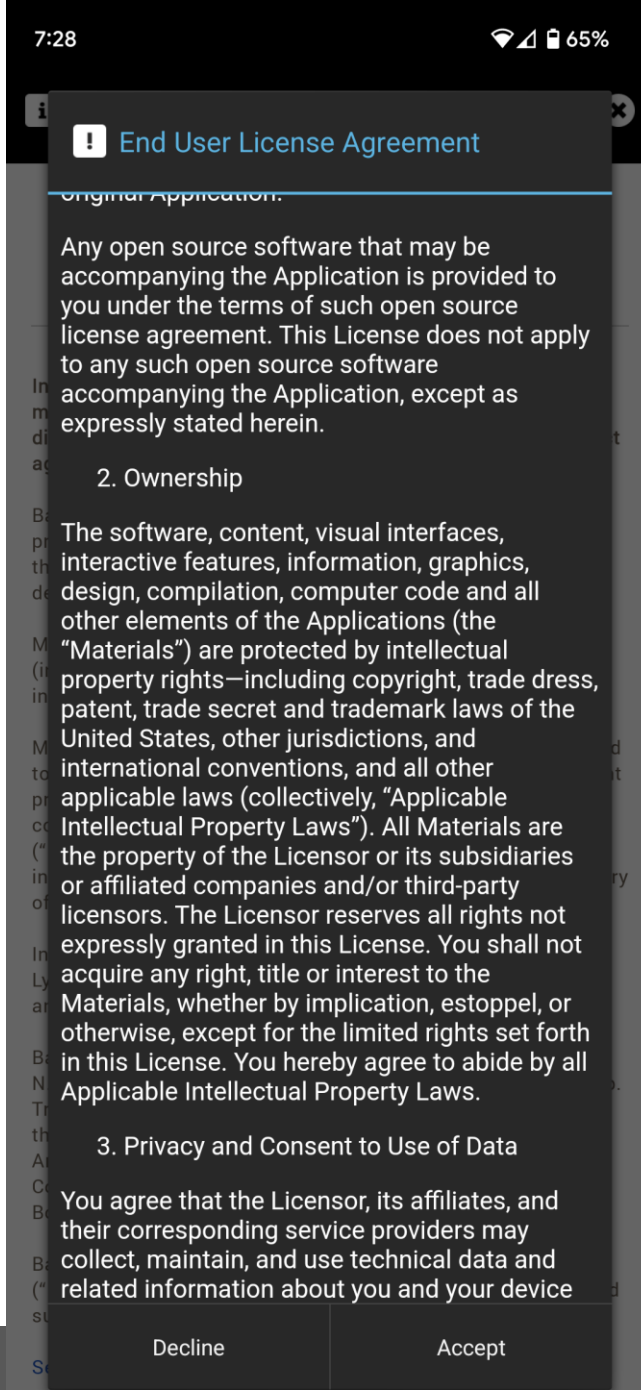 7:28
65%
End User License Agreement
original Application.
Any open source software that may be
accompanying the Application is provided to
you under the terms of such open source
license agreement. This License does not apply
to any such open source software
accompanying the Application, except as
expressly stated herein.
2. Ownership
The software, content, visual interfaces,
interactive features, information, graphics,
design, compilation, computer code and all
other elements of the Applications (the
“Materials”) are protected by intellectual
property rights—including copyright, trade dress,
patent, trade secret and trademark laws of the
United States, other jurisdictions, and
international conventions, and all other
applicable laws (collectively, “Applicable
Intellectual Property Laws”). All Materials are
the property of the Licensor or its subsidiaries
or affiliated companies and/or third-party
licensors. The Licensor reserves all rights not
expressly granted in this License. You shall not
acquire any right, title or interest to the
Materials, whether by implication, estoppel, or
otherwise, except for the limited rights set forth
in this License. You hereby agree to abide by all
Applicable Intellectual Property Laws.
3. Privacy and Consent to Use of Data
You agree that the Licensor, its affiliates, and
their corresponding service providers may
collect, maintain, and use technical data and
related information about you and your device
Decline
Accept